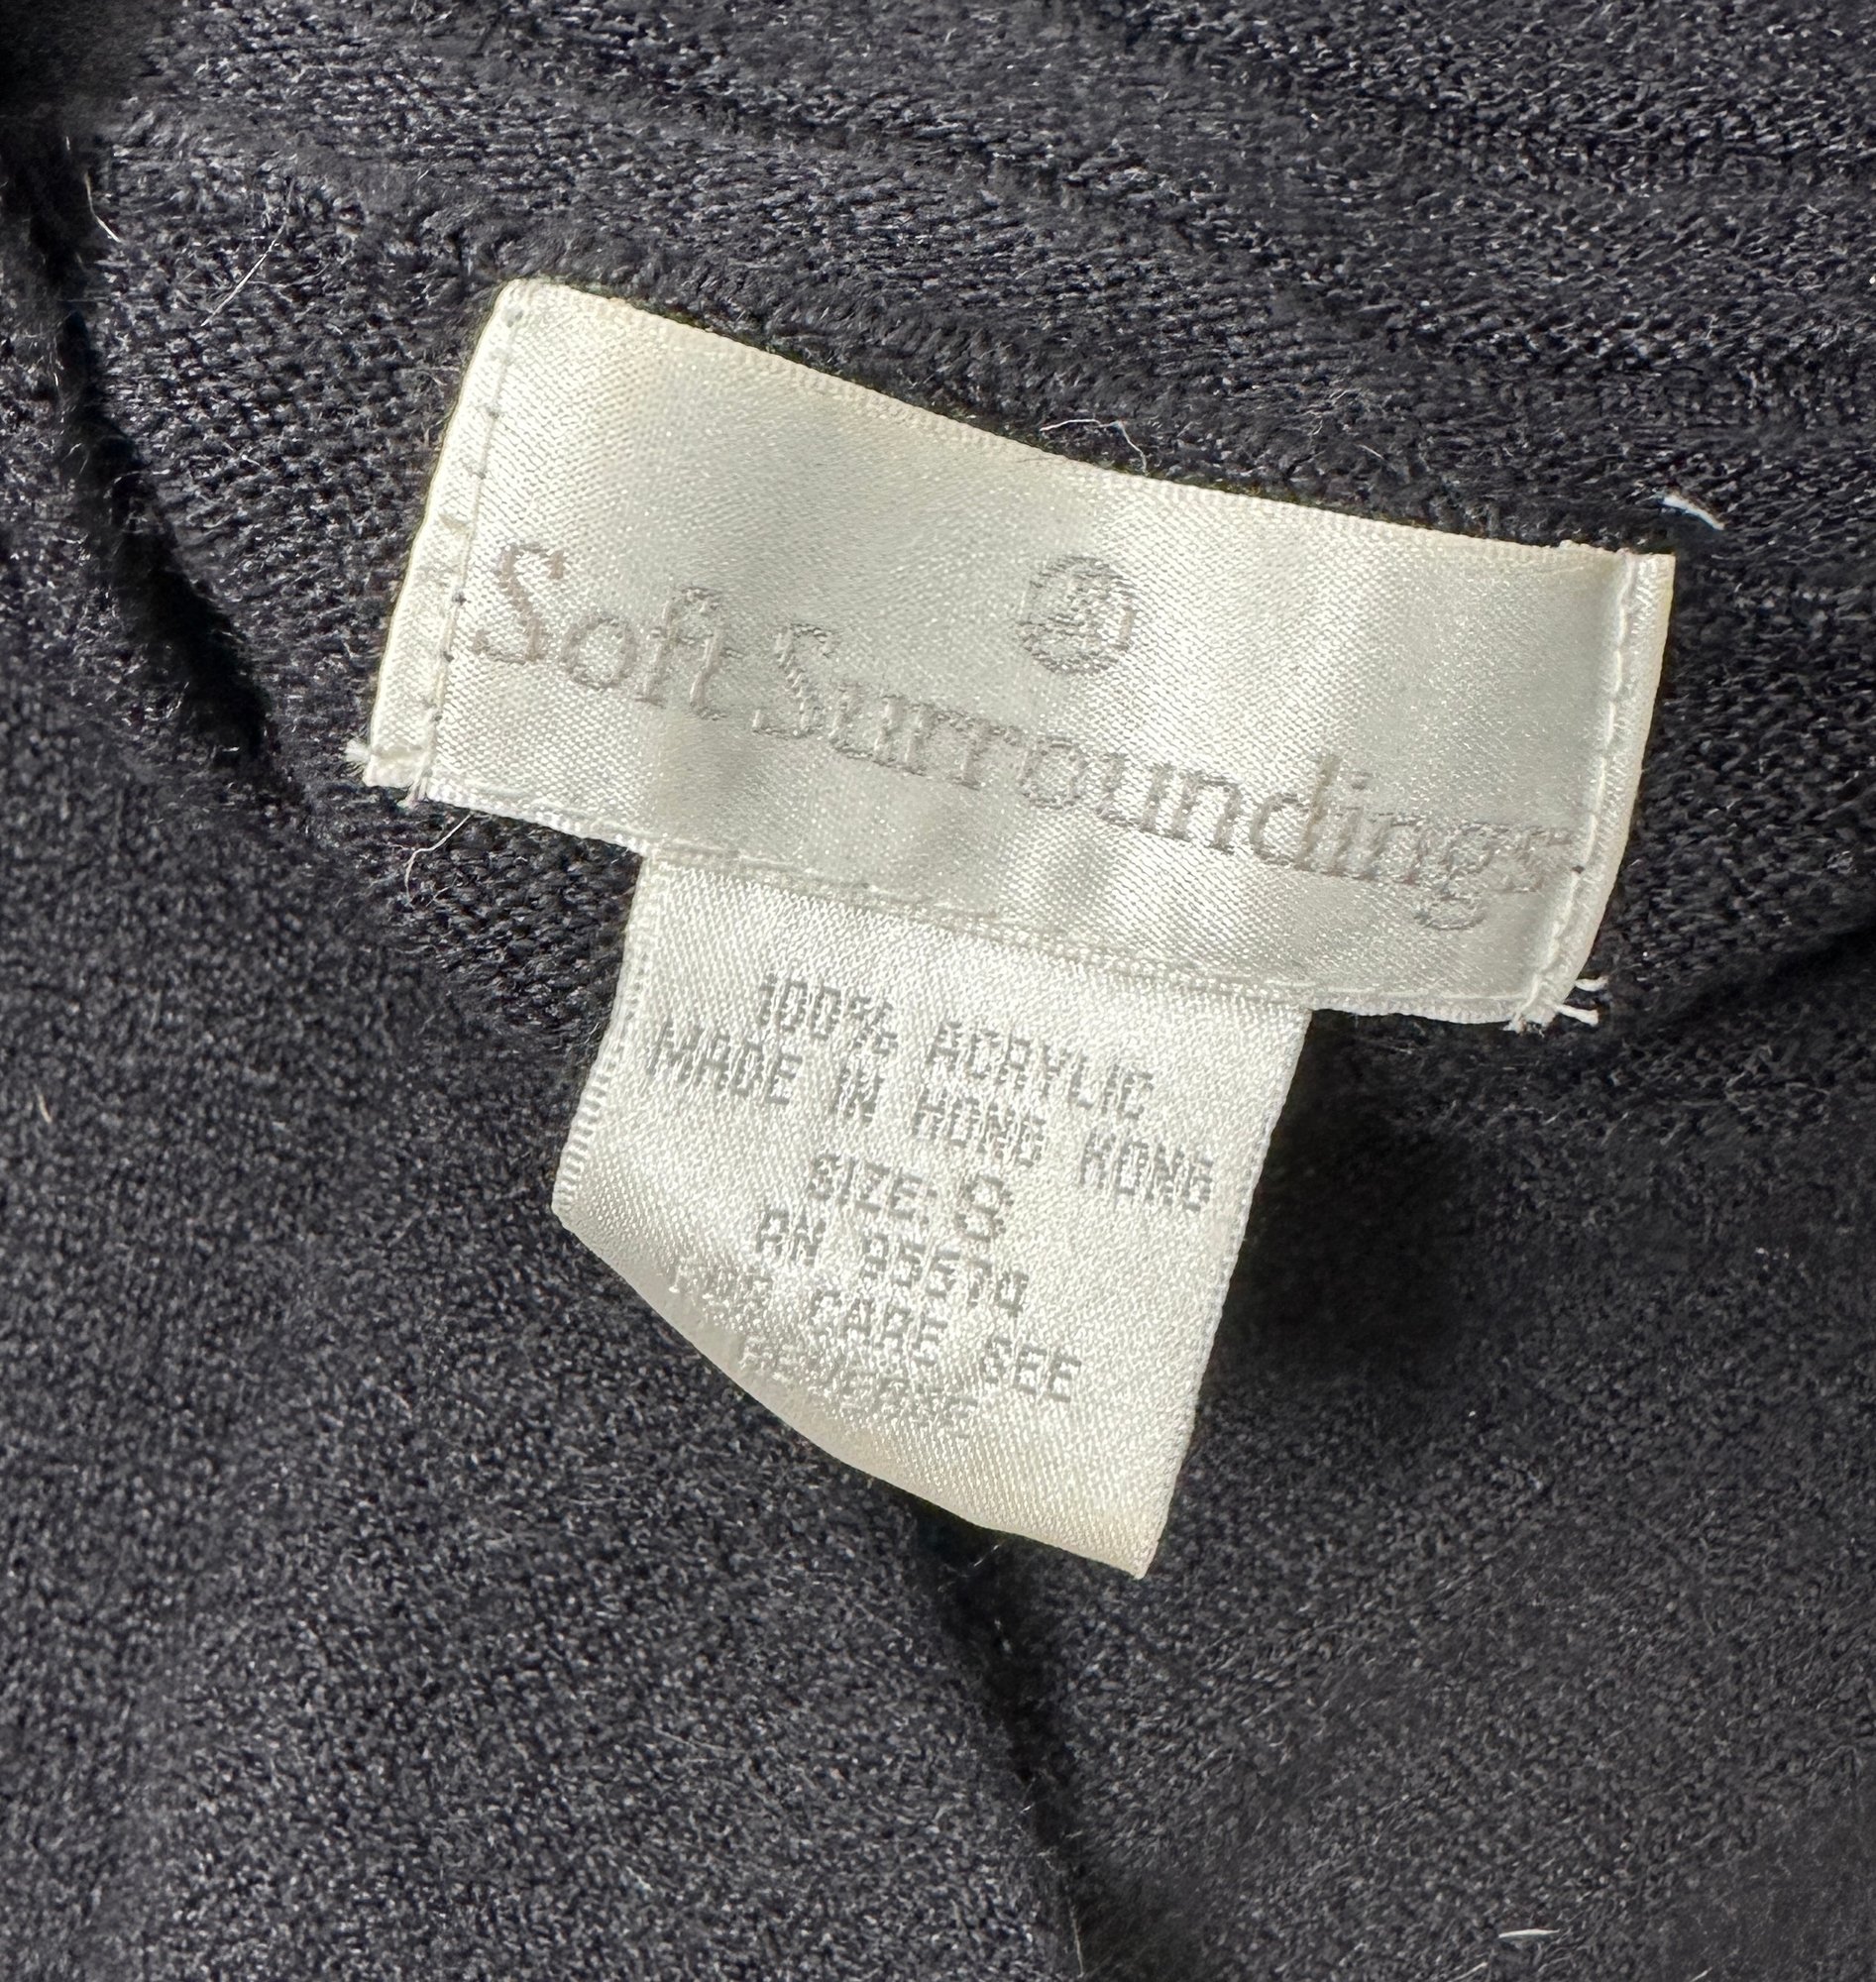 Soft Surroundings
100% ACRYLIC
MADE IN HONG KONG
SIZE:
RN 95574
FOR CARE SEE
REVERSE